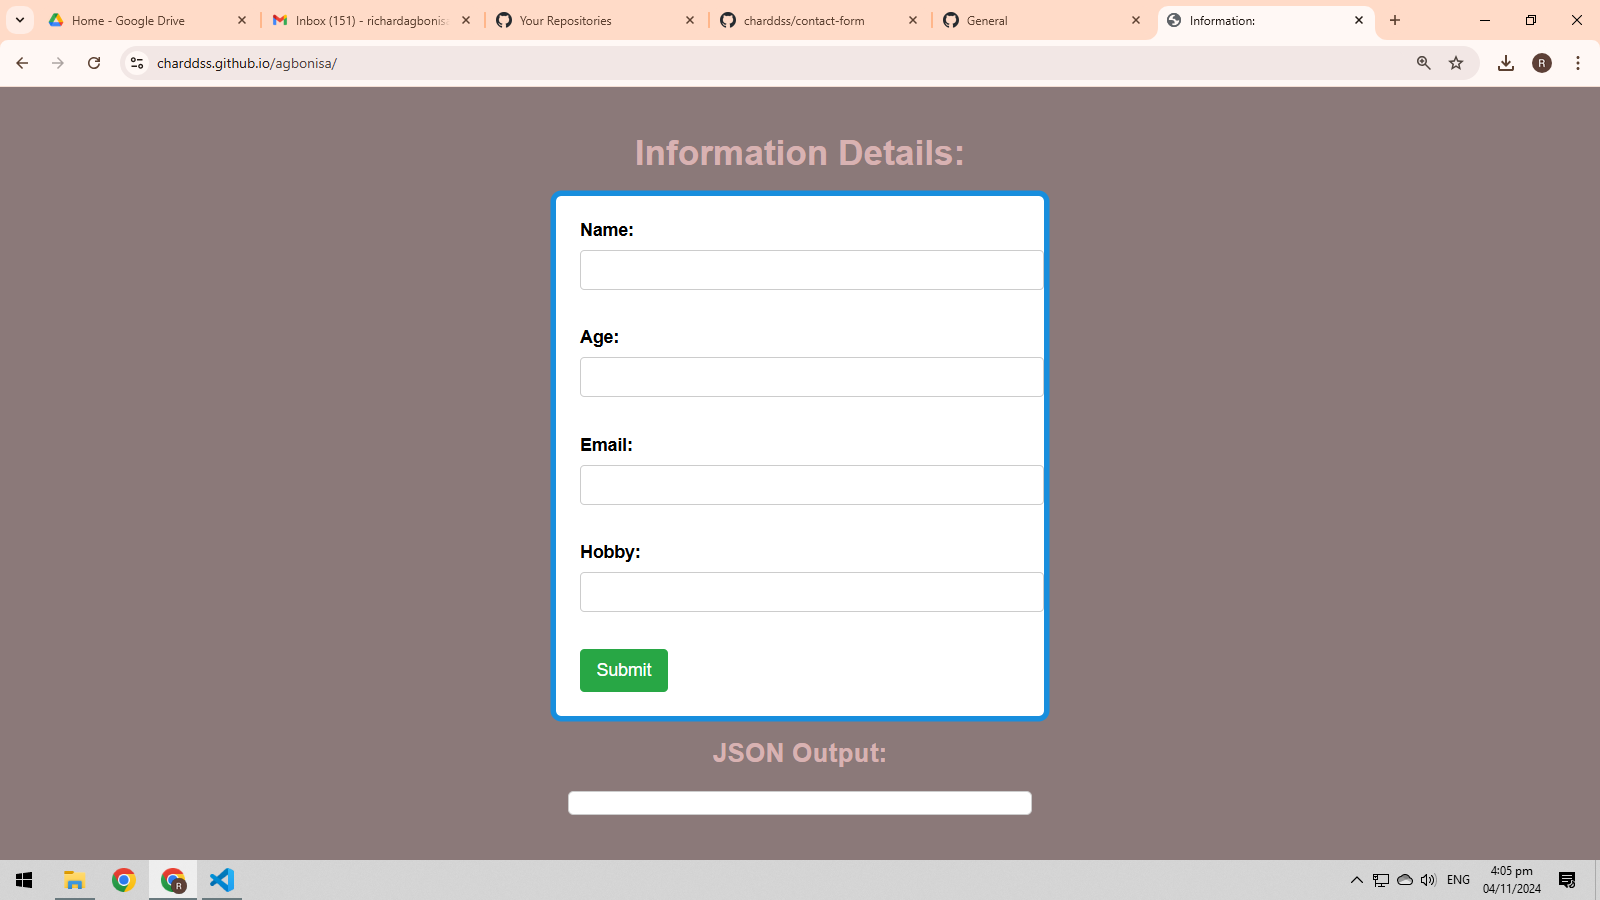 Home - Google Drive
Inbox (151) - richardagbonisa
Your Repositories
charddss/contact-form
General
Information:
charddss.github.io/agbonisa/
R
Information Details:
Name:
Age:
Email:
Hobby:
Submit
JSON Output:
R
ENG
4:05 pm
04/11/2024